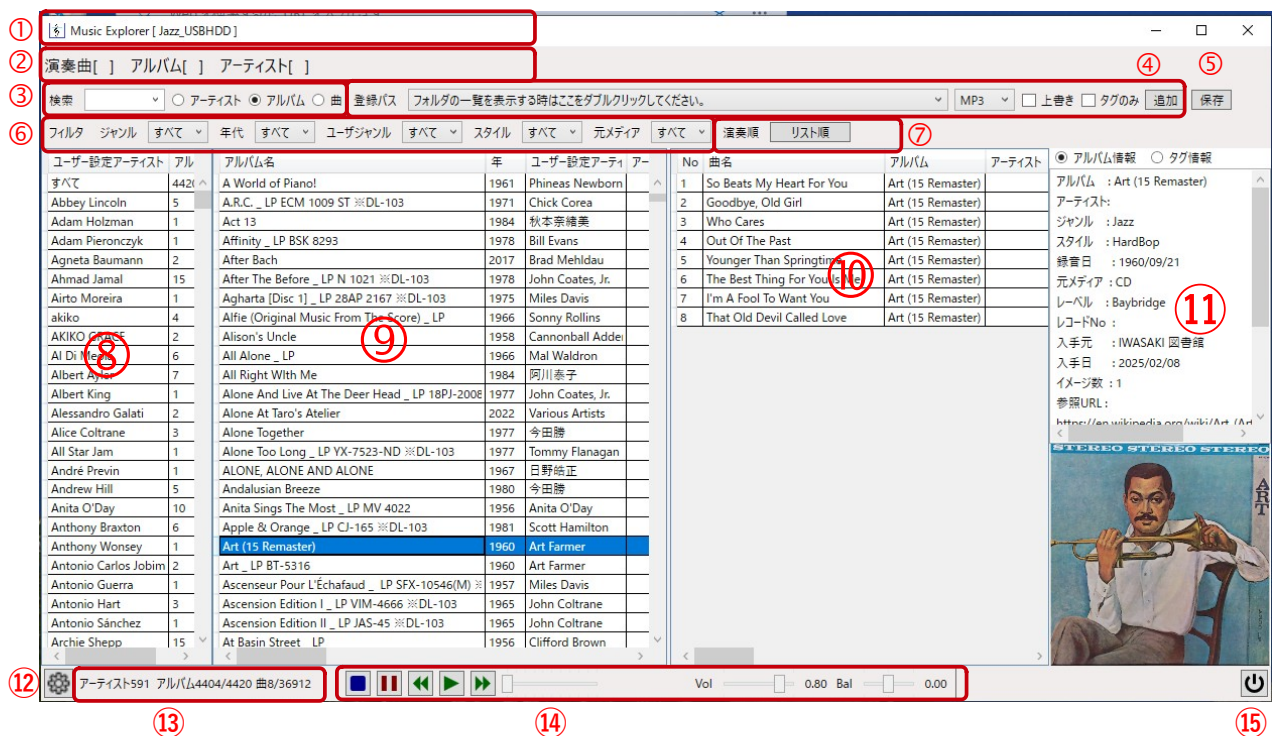 ① Music Explorer [ Jazz_USBHDD ]
② 演奏曲[ ] アルバム[ ] アーティスト[ ] ④ ⑤
③ 検索 アーティスト アルバム 曲 登録パス フォルダの一覧を表示する時はここをダブルクリックしてください。 MP3 上書き タグのみ 追加 保存
⑥ フィルタ ジャンル すべて 年代 すべて ユーザジャンル すべて スタイル すべて 元メディア すべて 演奏順 リスト順 ⑦
ユーザー設定アーティスト アル
すべて 442(
Abbey Lincoln 5
Adam Holzman 1
Adam Pieronczyk 1
Agneta Baumann 2
Ahmad Jamal 15
Airto Moreira 1
akiko 4
AKIKO GRACE 2
Al Di Meola 6
Albert Ayler 7
Albert King 1
Alessandro Galati 2
Alice Coltrane 3
All Star Jam 1
André Previn 1
Andrew Hill 5
Anita O'Day 10
Anthony Braxton 6
Anthony Wonsey 1
Antonio Carlos Jobim 2
Antonio Guerra 1
Antonio Hart 3
Antonio Sánchez 1
Archie Shepp 15
⑧
アルバム名 年 ユーザー設定アーティ アー
A World of Piano! 1961 Phineas Newborn
A.R.C. _ LP ECM 1009 ST ※DL-103 1971 Chick Corea
Act 13 1984 秋本奈緒美
Affinity _ LP BSK 8293 1978 Bill Evans
After Bach 2017 Brad Mehldau
After The Before _ LP N 1021 ※DL-103 1978 John Coates, Jr.
Agharta [Disc 1] _ LP 28AP 2167 ※DL-103 1975 Miles Davis
Alfie (Original Music From The Score) _ LP 1966 Sonny Rollins
Alison's Uncle 1958 Cannonball Adder
All Alone _ LP 1966 Mal Waldron
All Right WIth Me 1984 阿川泰子
Alone And Live At The Deer Head _ LP 18PJ-2008 1977 John Coates, Jr.
Alone At Taro's Atelier 2022 Various Artists
Alone Together 1977 今田勝
Alone Too Long _ LP YX-7523-ND ※DL-103 1977 Tommy Flanagan
ALONE, ALONE AND ALONE 1967 日野皓正
Andalusian Breeze 1980 今田勝
Anita Sings The Most _ LP MV 4022 1956 Anita O'Day
Apple & Orange _ LP CJ-165 ※DL-103 1981 Scott Hamilton
Art (15 Remaster) 1960 Art Farmer
Art _ LP BT-5316 1960 Art Farmer
Ascenseur Pour L'Échafaud _ LP SFX-10546(M) ※ 1957 Miles Davis
Ascension Edition I _ LP VIM-4666 ※DL-103 1965 John Coltrane
Ascension Edition II _ LP JAS-45 ※DL-103 1965 John Coltrane
At Basin Street LP 1956 Clifford Brown
⑨
No 曲名 アルバム アーティスト
1 So Beats My Heart For You Art (15 Remaster)
2 Goodbye, Old Girl Art (15 Remaster)
3 Who Cares Art (15 Remaster)
4 Out Of The Past Art (15 Remaster)
5 Younger Than Springtime Art (15 Remaster)
6 The Best Thing For You Is Me Art (15 Remaster)
7 I'm A Fool To Want You Art (15 Remaster)
8 That Old Devil Called Love Art (15 Remaster)
⑩
アルバム情報 タグ情報
アルバム : Art (15 Remaster)
アーティスト:
ジャンル : Jazz
スタイル : HardBop
録音日 : 1960/09/21
元メディア : CD
レーベル : Baybridge
レコードNo :
入手元 : IWASAKI 図書館
入手日 : 2025/02/08
イメージ数 : 1
参照URL :
https://en.wikipedia.org/wiki/Art_(Art
⑪
STEREO STEREO STEREO
ART
⑫ アーティスト591 アルバム4404/4420 曲8/36912 Vol 0.80 Bal 0.00
⑬ ⑭ ⑮